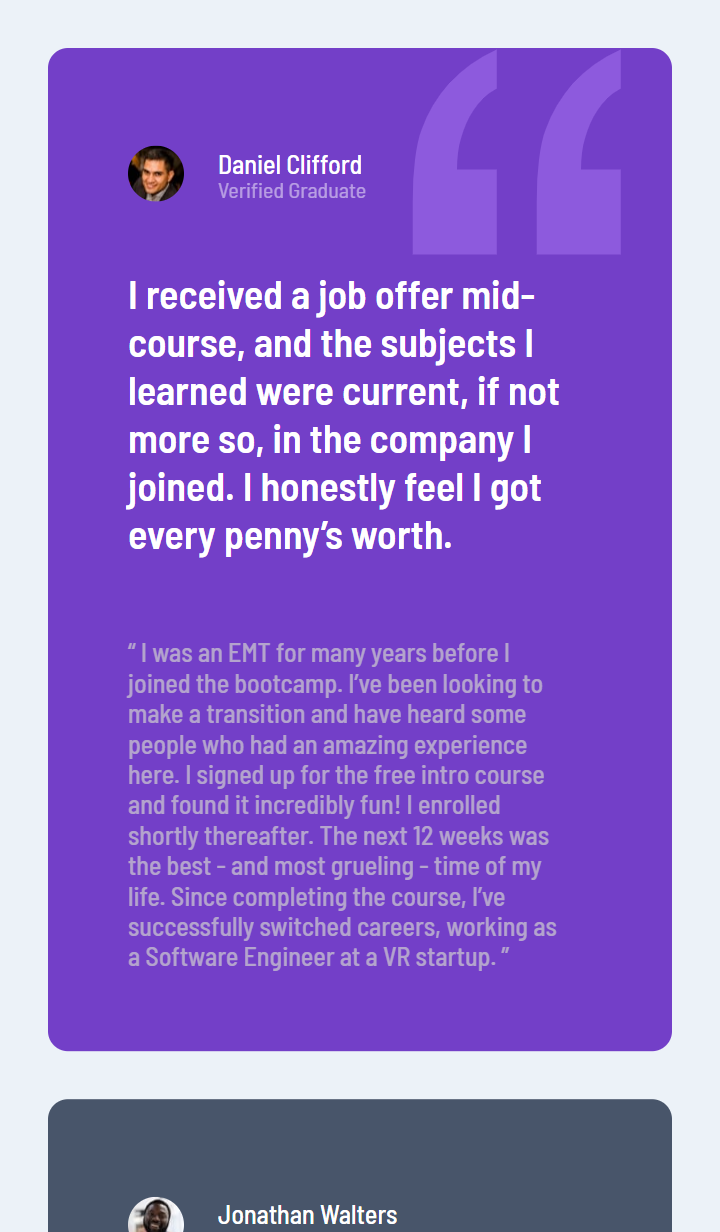 Daniel Clifford
Verified Graduate
I received a job offer mid-
course, and the subjects I
learned were current, if not
more so, in the company I
joined. I honestly feel I got
every penny’s worth.
“ I was an EMT for many years before I
joined the bootcamp. I’ve been looking to
make a transition and have heard some
people who had an amazing experience
here. I signed up for the free intro course
and found it incredibly fun! I enrolled
shortly thereafter. The next 12 weeks was
the best - and most grueling - time of my
life. Since completing the course, I’ve
successfully switched careers, working as
a Software Engineer at a VR startup. ”
Jonathan Walters